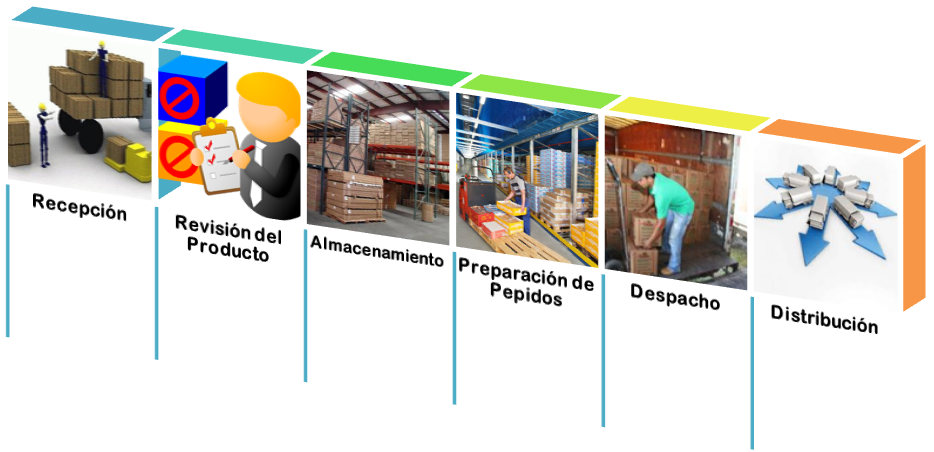 Recepción
Revisión del
Producto
Almacenamiento
Preparación de
Pepidos
Despacho
Distribución